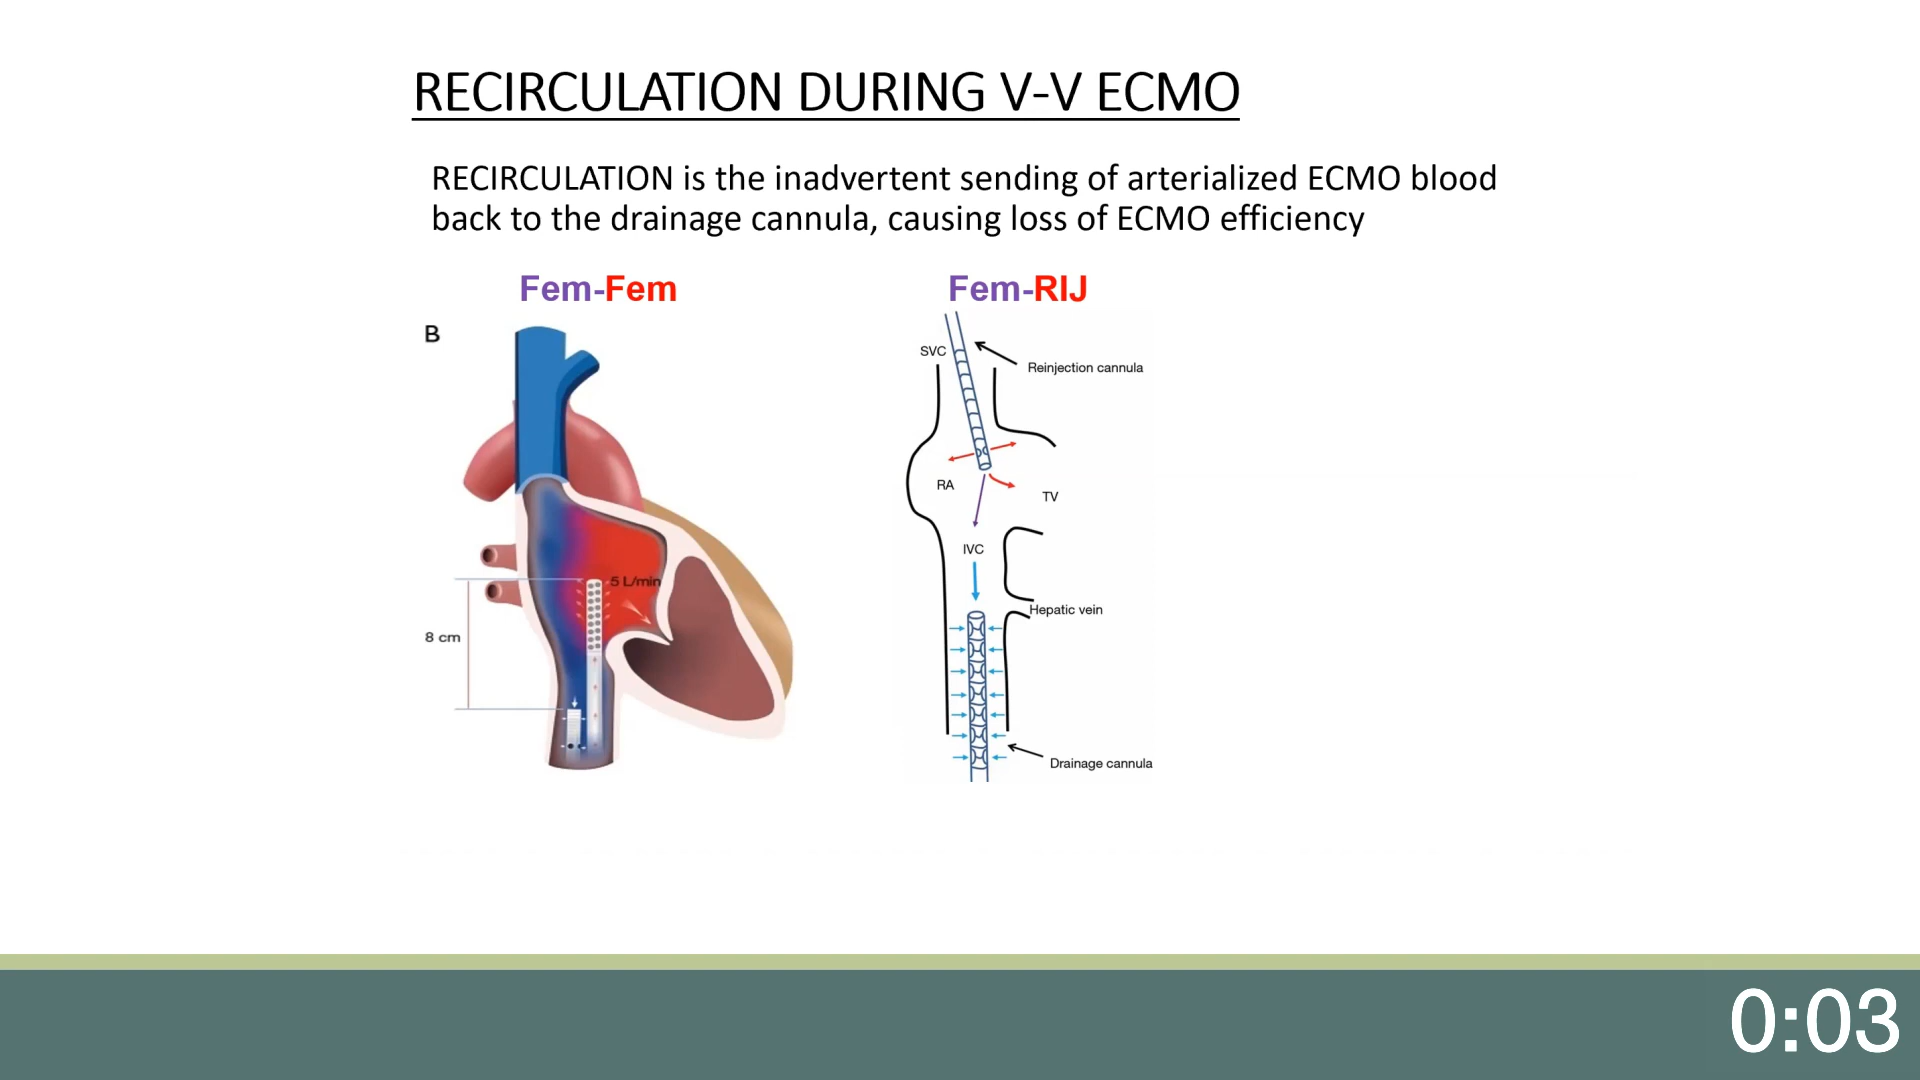 RECIRCULATION DURING V-V ECMO
RECIRCULATION is the inadvertent sending of arterialized ECMO blood
back to the drainage cannula, causing loss of ECMO efficiency
Fem-Fem
B
5 L/min
8 cm
Fem-RIJ
SVC
Reinjection cannula
RA
TV
IVC
Hepatic vein
Drainage cannula
0:03